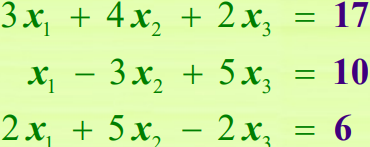 3x₁ + 4x₂ + 2x₃ = 17
x₁ − 3x₂ + 5x₃ = 10
2x₁ + 5x₂ − 2x₃ = 6